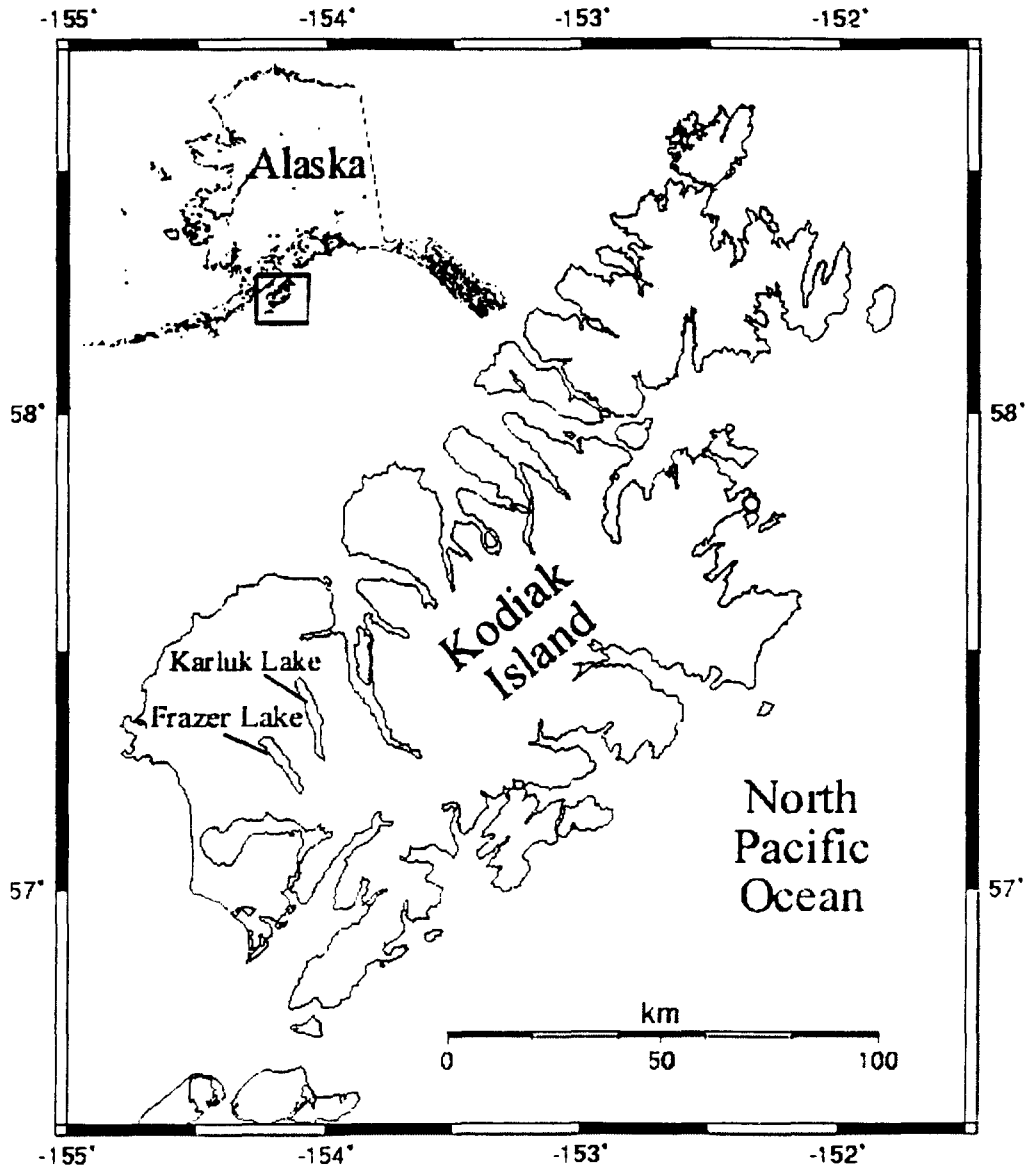 -155° -154° -153° -152°
Alaska
58° 58°
Kodiak
Island
Karluk Lake
Frazer Lake
North
Pacific
Ocean
57° 57°
km
0 50 100
-155° -154° -153° -152°